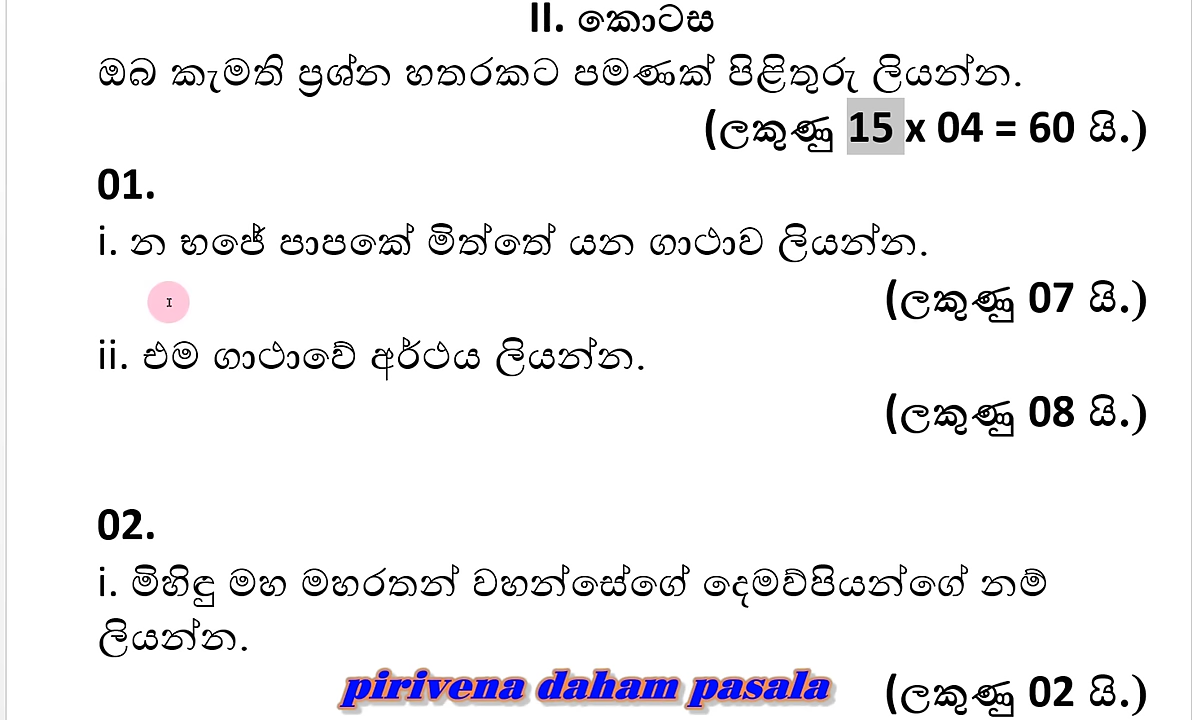 II. කොටස
ඔබ කැමති ප්‍රශ්න හතරකට පමණක් පිළිතුරු ලියන්න.
(ලකුණු 15 x 04 = 60 යි.)
01.
i. න භජේ පාපකේ මිත්තේ යන ගාථාව ලියන්න.
(ලකුණු 07 යි.)
ii. එම ගාථාවේ අර්ථය ලියන්න.
(ලකුණු 08 යි.)
02.
i. මිහිඳු මහ මහරතන් වහන්සේගේ දෙමව්පියන්ගේ නම්
ලියන්න.
pirivena daham pasala
(ලකුණු 02 යි.)